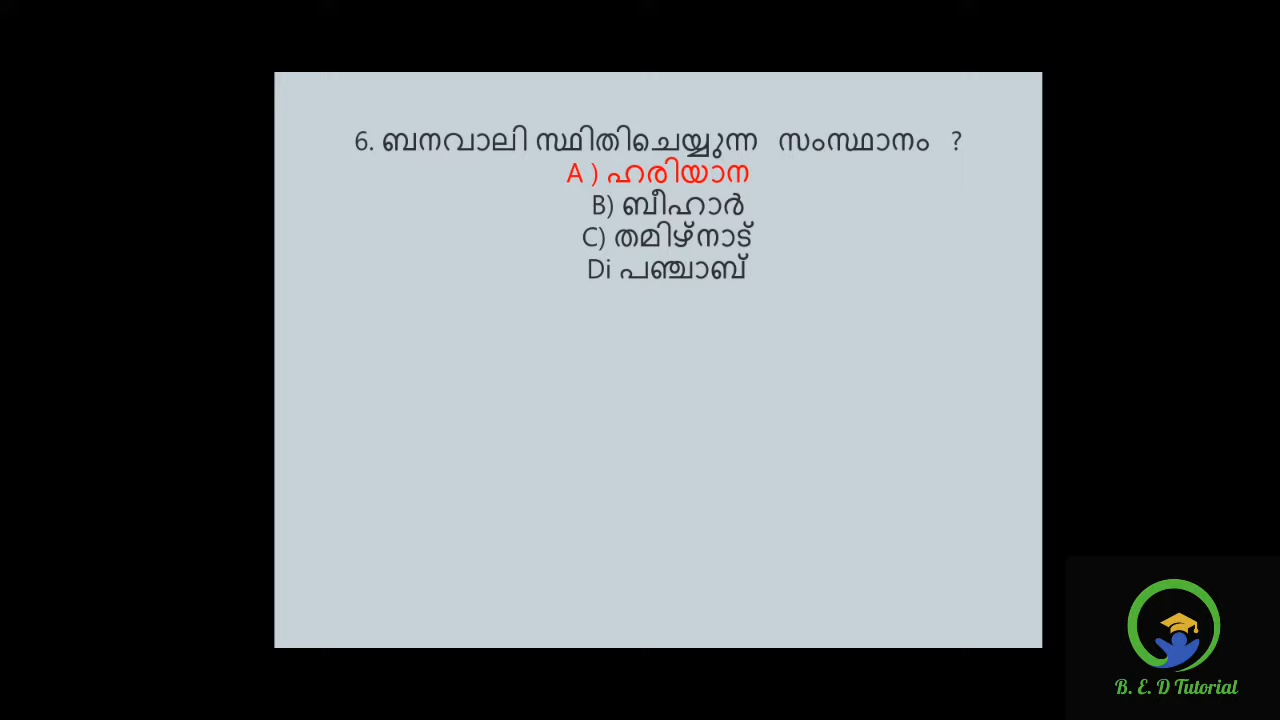 6. ബനവാലി സ്ഥിതിചെയ്യുന്ന സംസ്ഥാനം ?
A ) ഹരിയാന
B) ബീഹാർ
C) തമിഴ്നാട്
Di പഞ്ചാബ്
B. E. D Tutorial